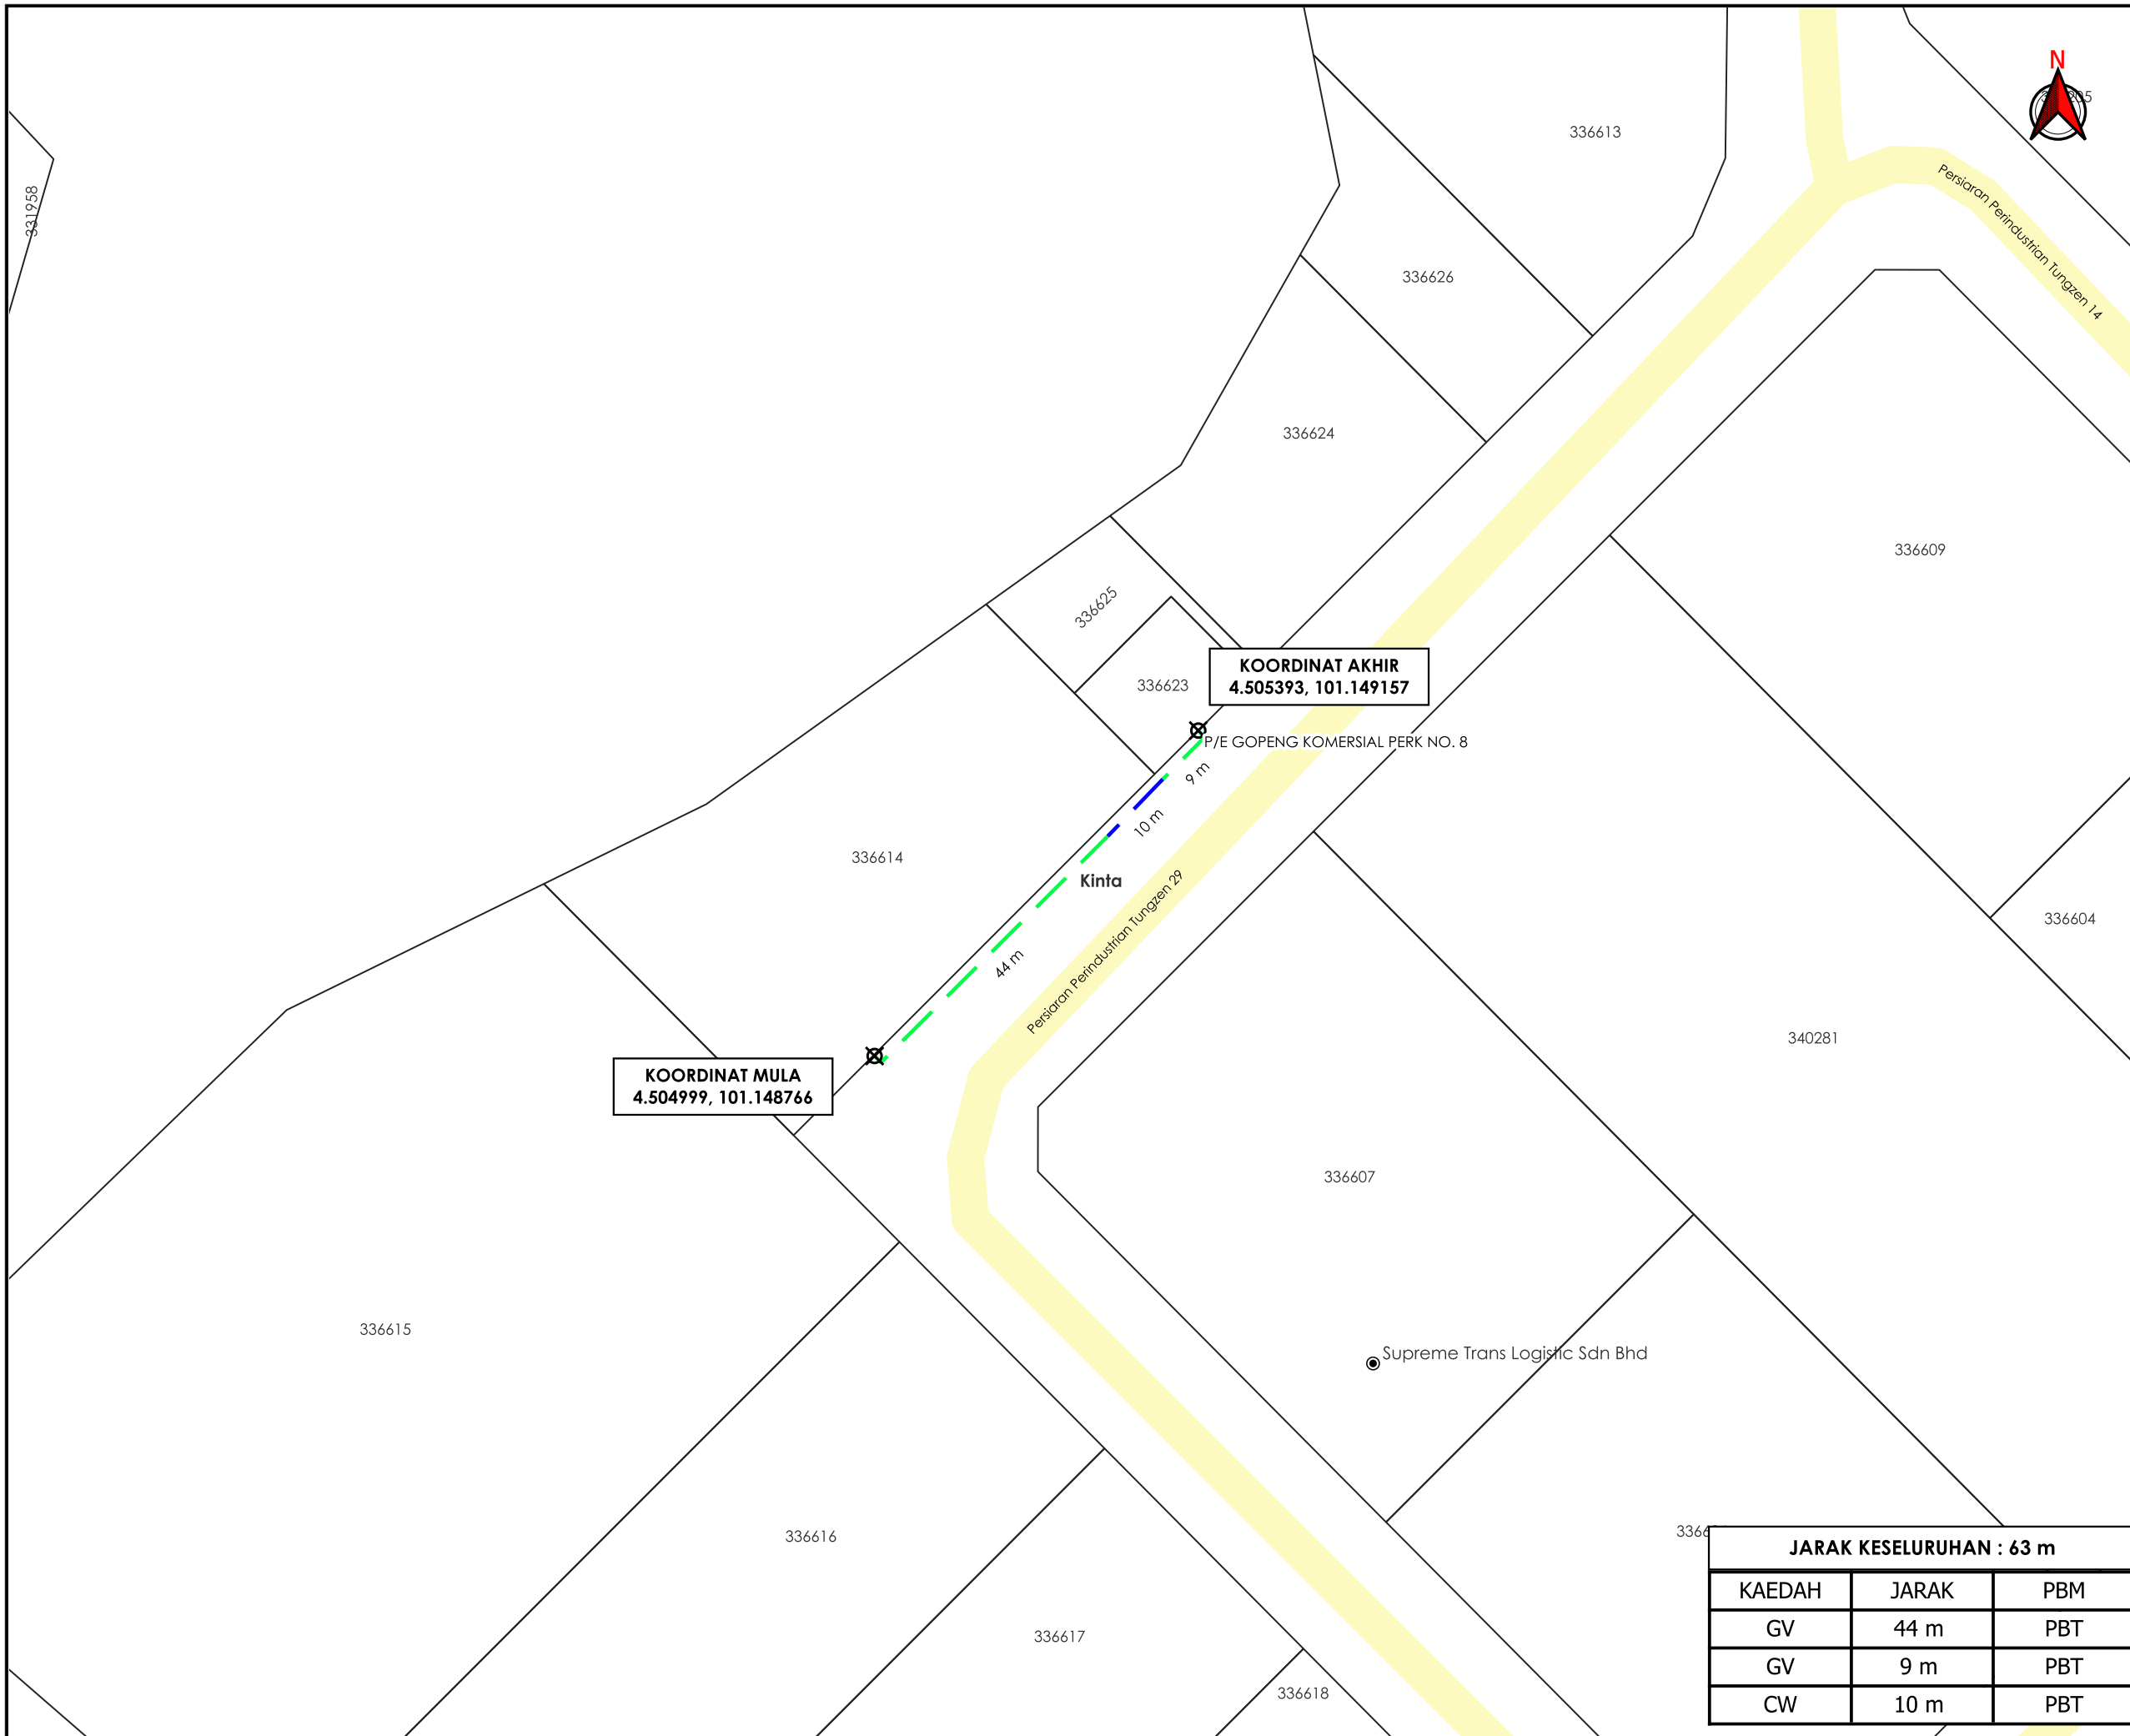 N
336613
331958
Persiaran Perindustrian Tungzen 14
336626
336624
336609
336625
KOORDINAT AKHIR
4.505393, 101.149157
336623
P/E GOPENG KOMERSIAL PERK NO. 8
9 m
10 m
336614
Kinta
336604
Persiaran Perindustrian Tungzen 29
44 m
340281
KOORDINAT MULA
4.504999, 101.148766
336607
336615
Supreme Trans Logistic Sdn Bhd
336616
JARAK KESELURUHAN : 63 m
KAEDAH JARAK PBM
GV 44 m PBT
336617
GV 9 m PBT
336618
CW 10 m PBT